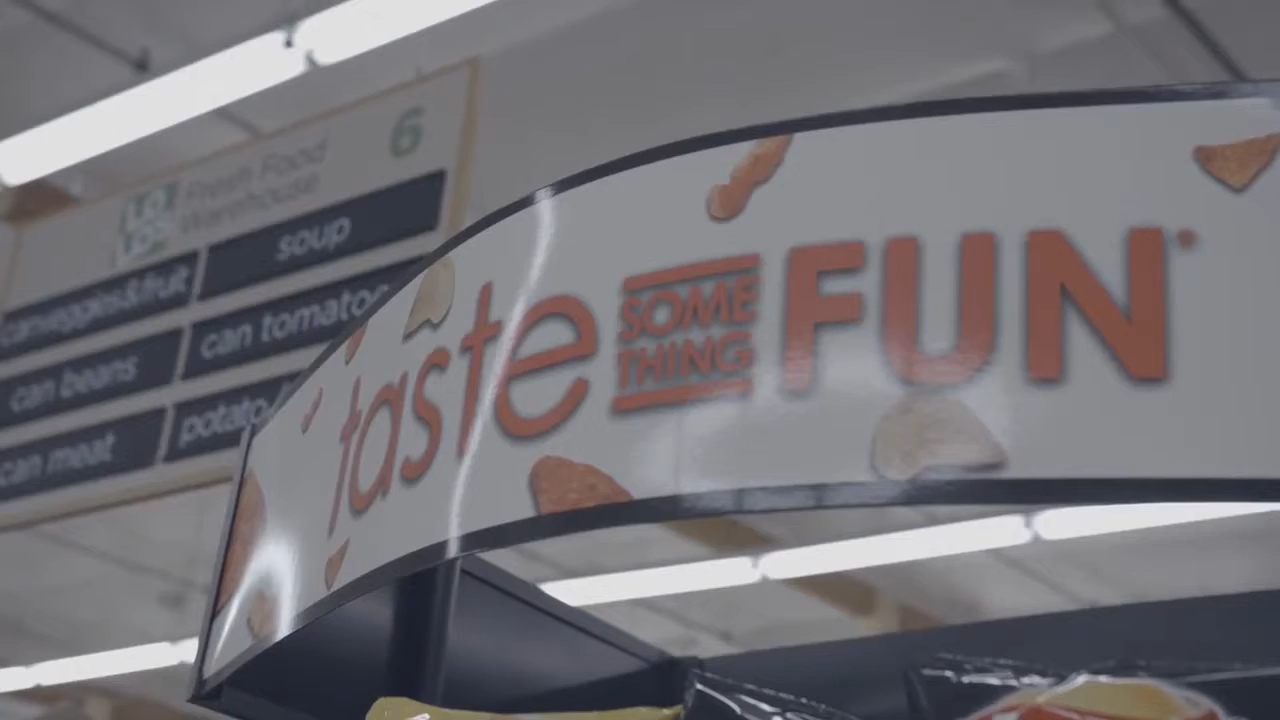 6
Fresh Food
Warehouse
soup
can veggies&fruit
can tomatoe
can beans
potato
can meat
taste
SOME
THING
FUN